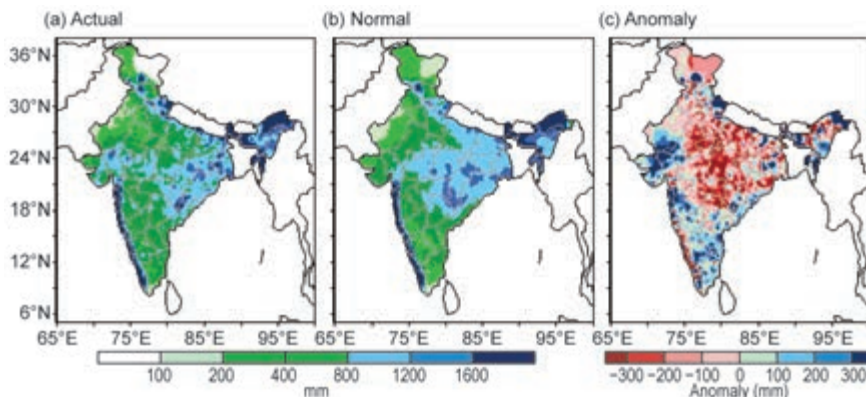 (a) Actual
(b) Normal
(c) Anomaly
36°N
30°N
24°N
18°N
12°N
6°N
65°E 75°E 85°E 95°E 65°E 75°E 85°E 95°E 65°E 75°E 85°E 95°E
100 200 400 800 1200 1600
mm
−300 −200 −100 0 100 200 300
Anomaly (mm)